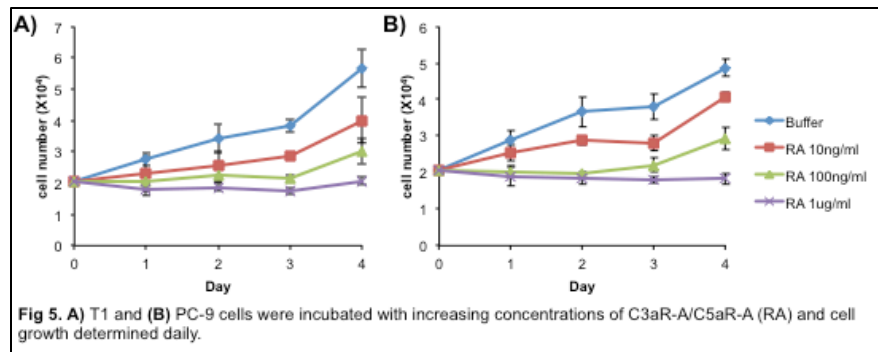 A)
7
6
5
4
3
2
1
0
cell number (X10⁴)
0 1 2 3 4
Day
B)
6
5
4
3
2
1
0
cell number (X10⁴)
0 1 2 3 4
Day
Buffer
RA 10ng/ml
RA 100ng/ml
RA 1ug/ml
Fig 5. A) T1 and (B) PC-9 cells were incubated with increasing concentrations of C3aR-A/C5aR-A (RA) and cell
growth determined daily.